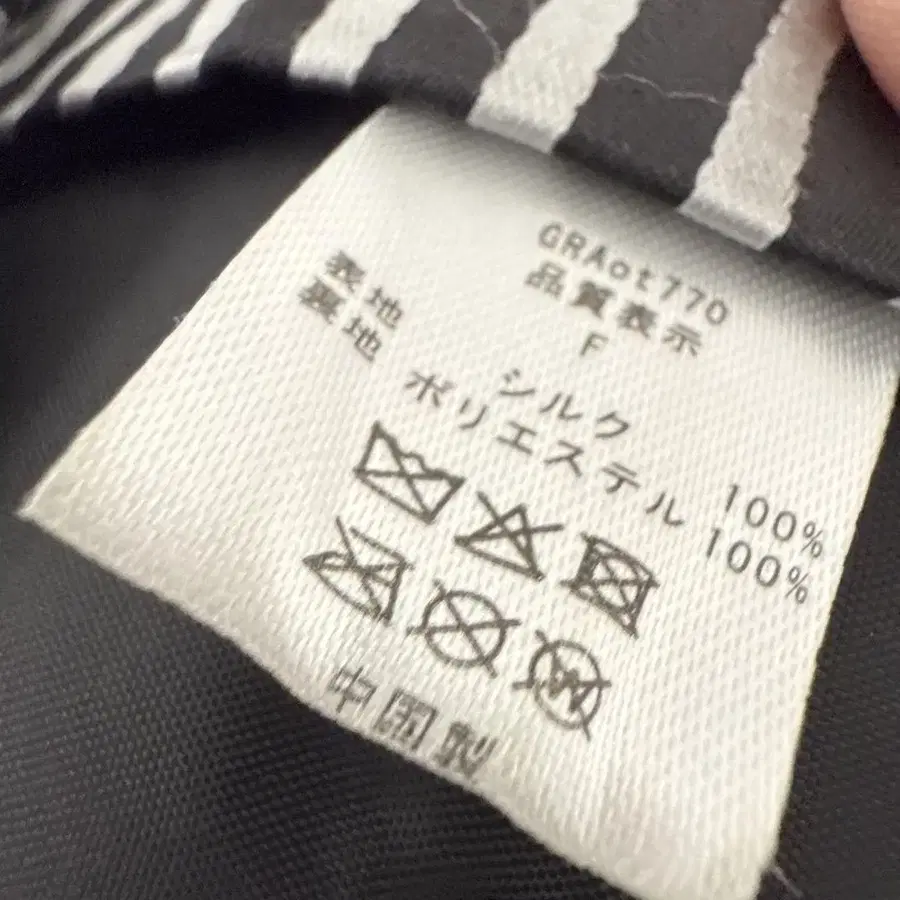 GRAot770
品質表示
F
表地 シルク 100%
裏地 ポリエステル 100%
中国製